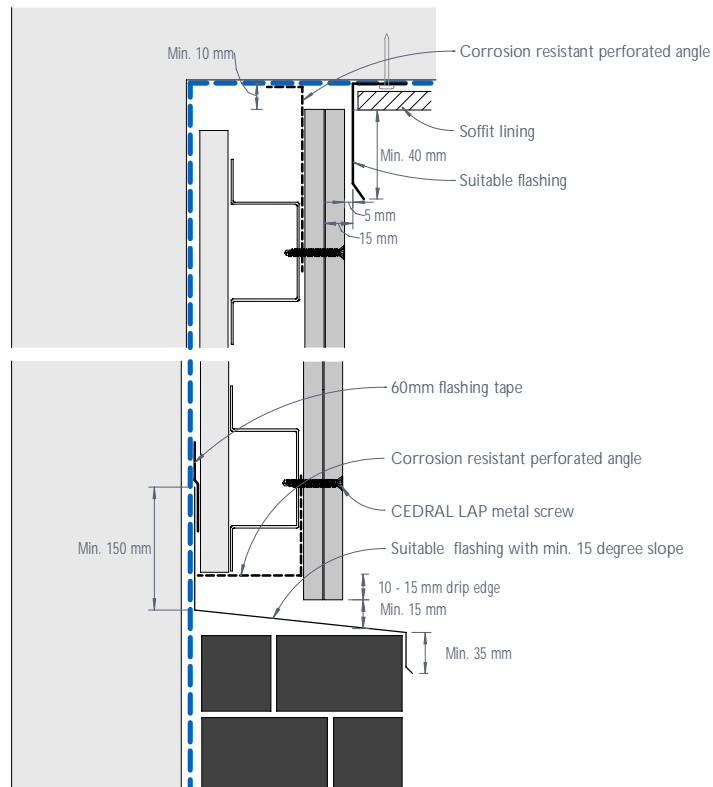 Min. 10 mm
Corrosion resistant perforated angle
Soffit lining
Min. 40 mm
Suitable flashing
5 mm
15 mm
60mm flashing tape
Corrosion resistant perforated angle
CEDRAL LAP metal screw
Min. 150 mm
Suitable flashing with min. 15 degree slope
10 - 15 mm drip edge
Min. 15 mm
Min. 35 mm